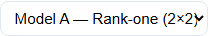 Model A — Rank-one (2×2)